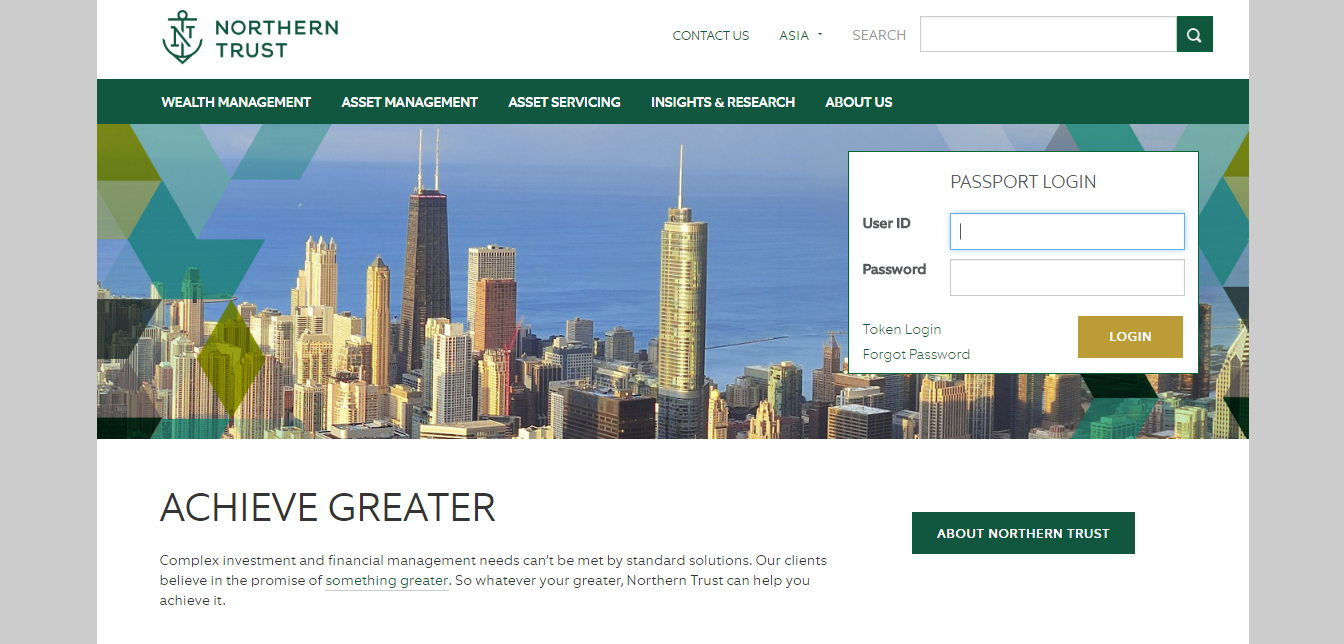 NORTHERN
TRUST
CONTACT US
ASIA
SEARCH
WEALTH MANAGEMENT
ASSET MANAGEMENT
ASSET SERVICING
INSIGHTS & RESEARCH
ABOUT US
PASSPORT LOGIN
User ID
Password
Token Login
Forgot Password
LOGIN
ACHIEVE GREATER
Complex investment and financial management needs can’t be met by standard solutions. Our clients
believe in the promise of something greater. So whatever your greater, Northern Trust can help you
achieve it.
ABOUT NORTHERN TRUST